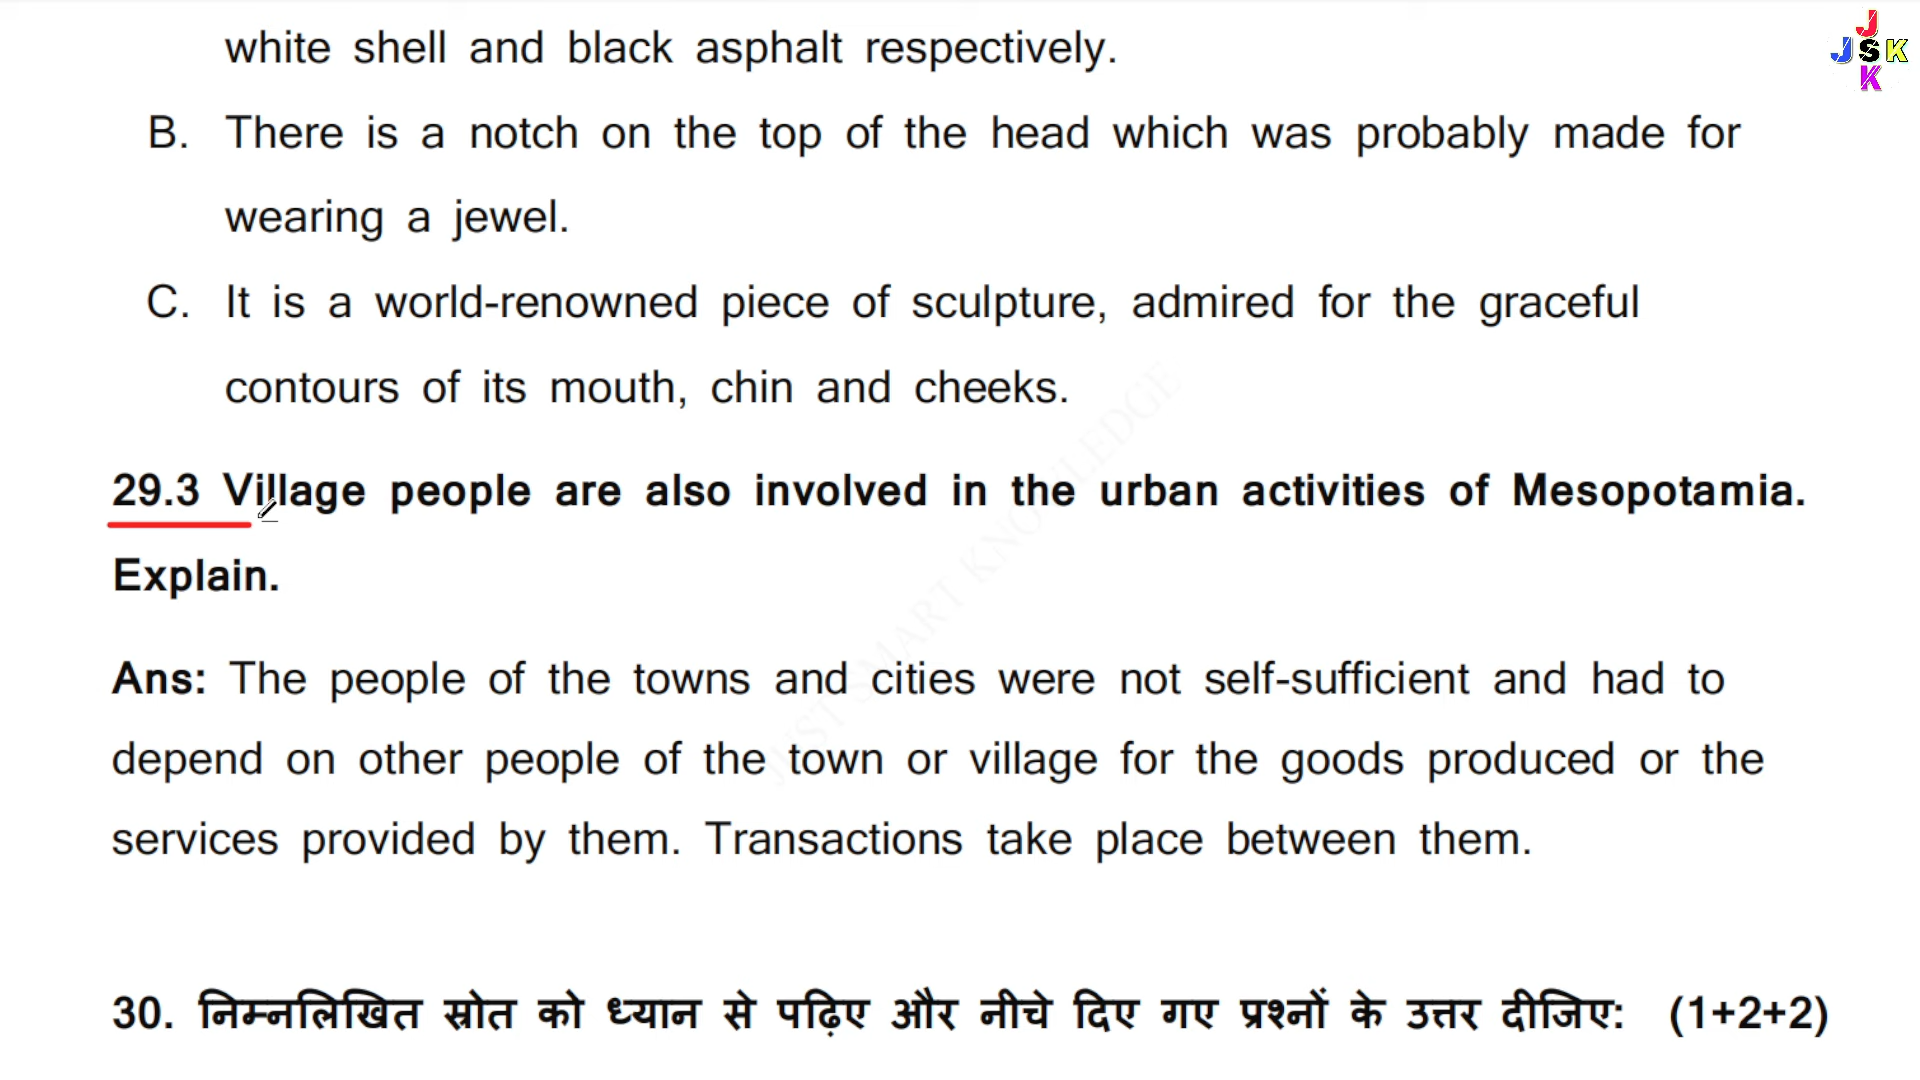 J
JSK
K
white shell and black asphalt respectively.
B. There is a notch on the top of the head which was probably made for
wearing a jewel.
C. It is a world-renowned piece of sculpture, admired for the graceful
contours of its mouth, chin and cheeks.
29.3 Village people are also involved in the urban activities of Mesopotamia.
Explain.
Ans: The people of the towns and cities were not self-sufficient and had to
depend on other people of the town or village for the goods produced or the
services provided by them. Transactions take place between them.
JUST SMART KNOWLEDGE
30. निम्नलिखित स्रोत को ध्यान से पढ़िए और नीचे दिए गए प्रश्नों के उत्तर दीजिए: (1+2+2)